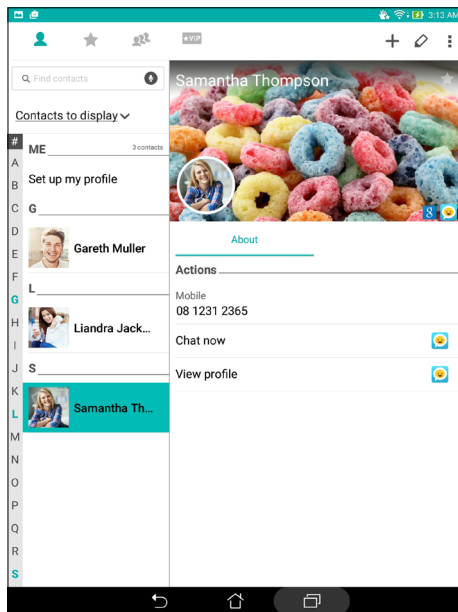 3:13 AM
VIP
Find contacts
Contacts to display
#
A
B
C
D
E
F
G
H
I
J
K
L
M
N
O
P
Q
R
S
ME
3 contacts
Set up my profile
G
Gareth Muller
L
Liandra Jack...
S
Samantha Th...
Samantha Thompson
8
About
Actions
Mobile
08 1231 2365
Chat now
View profile